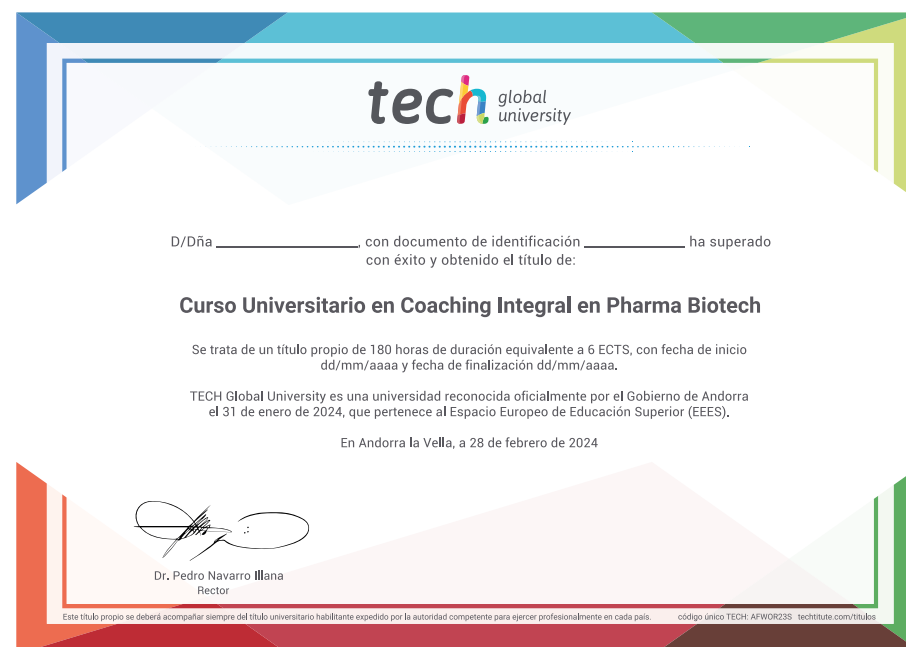 tech global university
D/Dña ______________, con documento de identificación ______________ ha superado
con éxito y obtenido el título de:
Curso Universitario en Coaching Integral en Pharma Biotech
Se trata de un título propio de 180 horas de duración equivalente a 6 ECTS, con fecha de inicio
dd/mm/aaaa y fecha de finalización dd/mm/aaaa.
TECH Global University es una universidad reconocida oficialmente por el Gobierno de Andorra
el 31 de enero de 2024, que pertenece al Espacio Europeo de Educación Superior (EEES).
En Andorra la Vella, a 28 de febrero de 2024
Dr. Pedro Navarro Illana
Rector
Este título propio se deberá acompañar siempre del título universitario habilitante expedido por la autoridad competente para ejercer profesionalmente en cada país. código único TECH: AFWOR23S techtitute.com/titulos